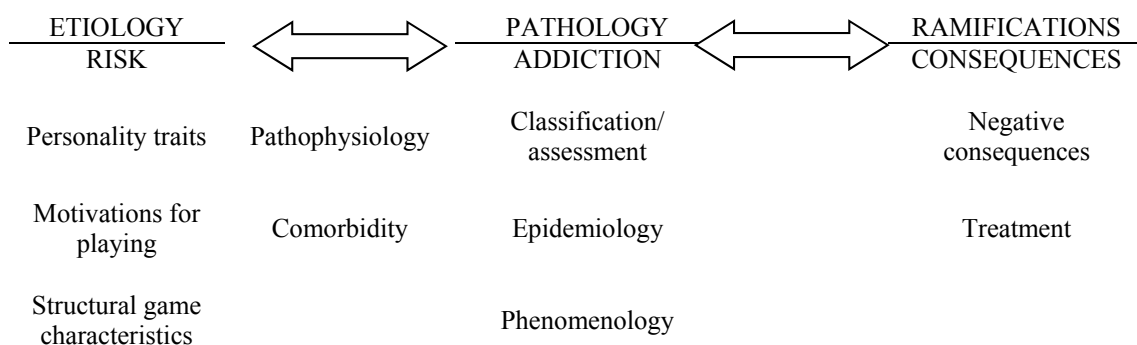 ETIOLOGY
RISK
PATHOLOGY
ADDICTION
RAMIFICATIONS
CONSEQUENCES
Personality traits
Pathophysiology
Classification/
assessment
Negative
consequences
Motivations for
playing
Comorbidity
Epidemiology
Treatment
Structural game
characteristics
Phenomenology